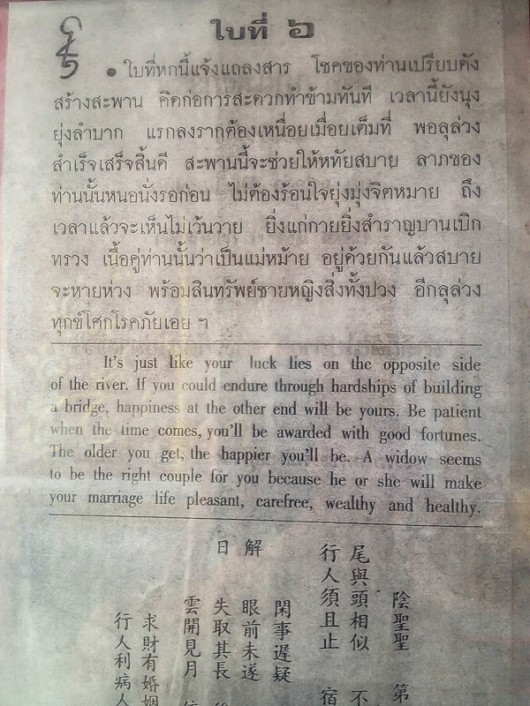 ใบที่ ๖
● ใบที่หกนี้แจ้งแถลงสาร โชคของท่านเปรียบดัง
สร้างสะพาน คิดก่อการสะดวกทำข้ามทันที เวลานี้ยังนุง
ยุ่งลำบาก แรกลงรากต้องเหนื่อยเมื่อยเต็มที่ พอลุล่วง
สำเร็จเสร็จสิ้นดี สะพานนี้จะช่วยให้หทัยสบาย ลาภของ
ท่านนั้นหนอนั่งรอก่อน ไม่ต้องร้อนใจยุ่งมุ่งจิตหมาย ถึง
เวลาแล้วจะเห็นไม่เว้นวาย ยิ่งแก่กายยิ่งสำราญบานเบิก
ทรวง เนื้อคู่ท่านนั้นว่าเป็นแม่หม้าย อยู่ด้วยกันแล้วสบาย
จะหายห่วง พร้อมสินทรัพย์ชายหญิงสิ่งทั้งปวง อีกลุล่วง
ทุกข์โศกโรคภัยเอย ฯ
It's just like your luck lies on the opposite side
of the river. If you could endure through hardships of building
a bridge, happiness at the other end will be yours. Be patient
when the time comes, you'll be awarded with good fortunes.
The older you get, the happier you'll be. A widow seems
to be the right couple for you because he or she will make
your marriage life pleasant, carefree, wealthy and healthy.
陰聖聖 第
尾與頭相似 不
行人須且止 宿
解 日
閑事遲疑
眼前未遂
失取其長
雲開見月
求財有婚姻
行人利病人